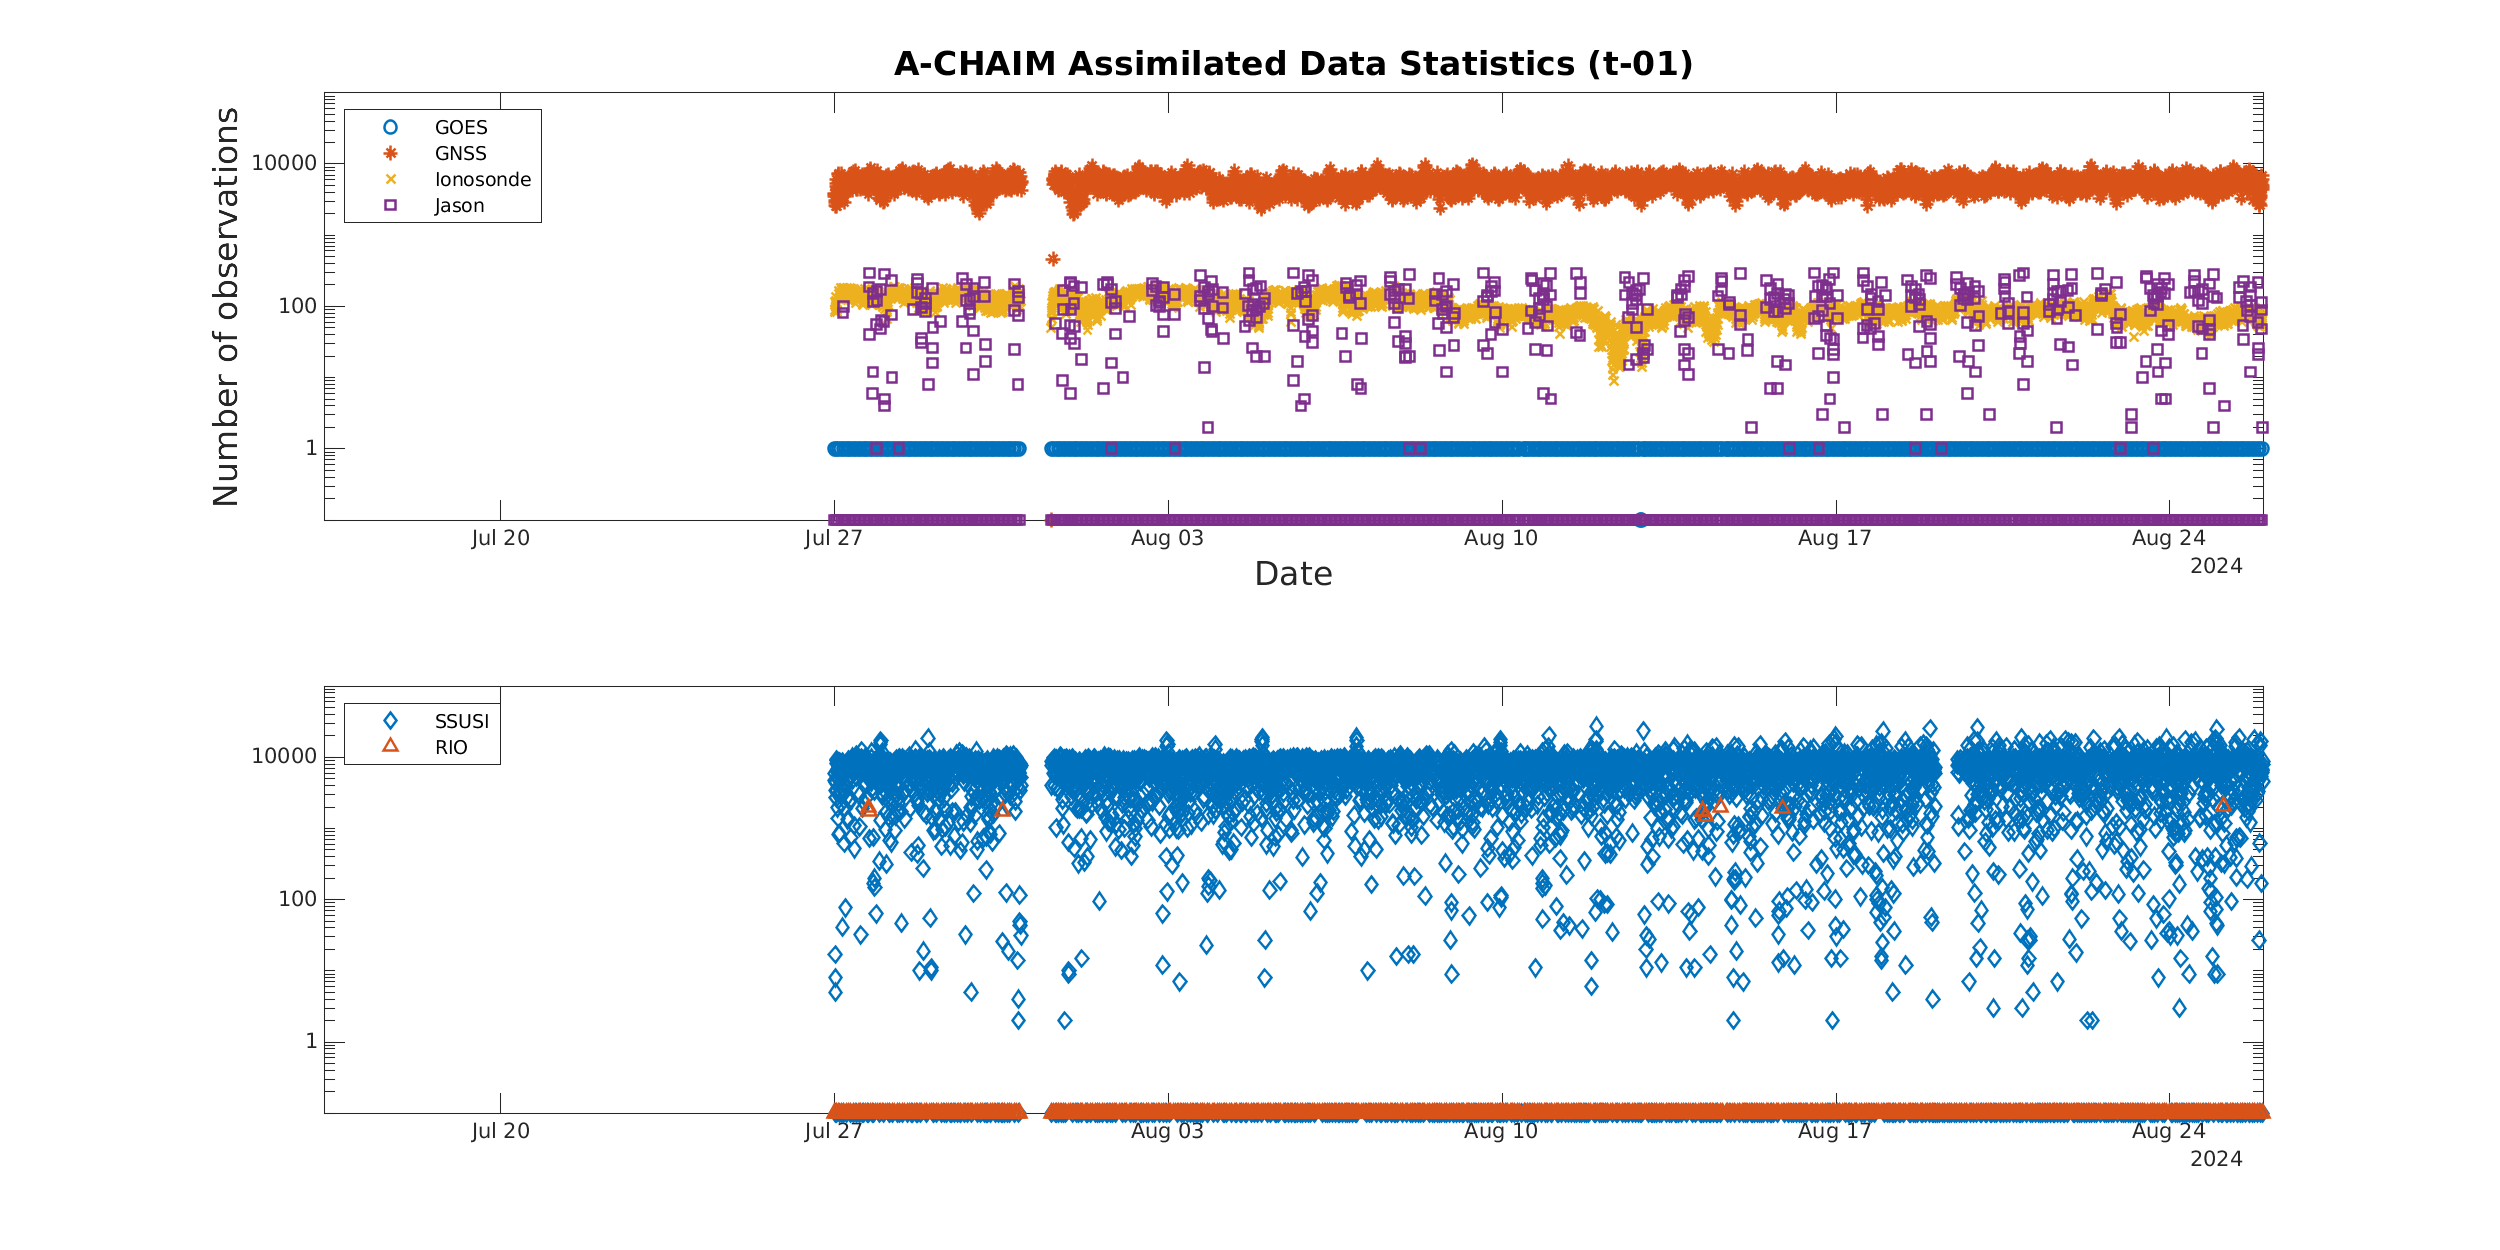 A-CHAIM Assimilated Data Statistics (t-01)
Number of observations
10000
100
1
GOES
GNSS
Ionosonde
Jason
Jul 20
Jul 27
Aug 03
Aug 10
Aug 17
Aug 24
2024
Date
10000
100
1
SSUSI
RIO
Jul 20
Jul 27
Aug 03
Aug 10
Aug 17
Aug 24
2024